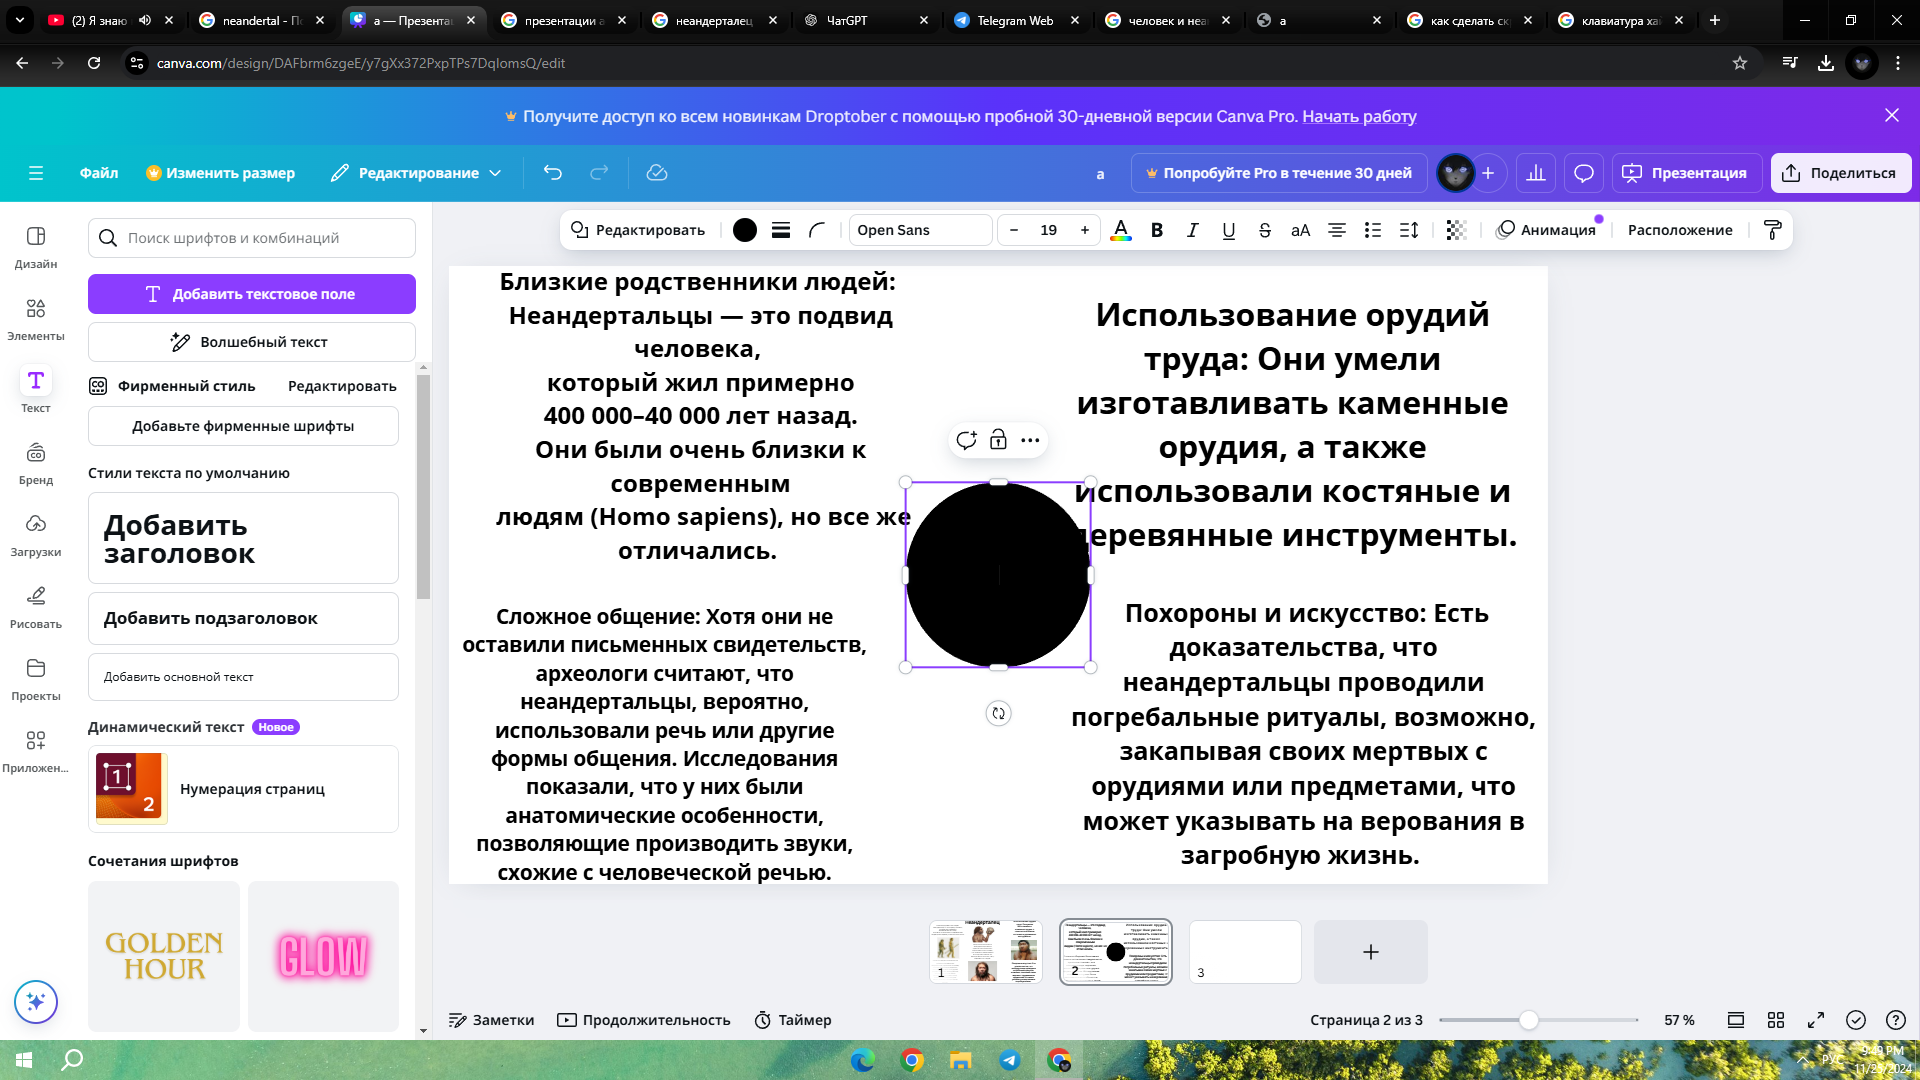 (2) Я знаю
neandertal - По
а — Презента
презентации а
неандерталец
ЧатGPT
Telegram Web
человек и неа
а
как сделать ск
клавиатура ха
canva.com/design/DAFbrm6zgeE/y7gXx372PxpTPs7DqIomsQ/edit
Получите доступ ко всем новинкам Droptober с помощью пробной 30-дневной версии Canva Pro. Начать работу
Файл
Изменить размер
Редактирование
а
Попробуйте Pro в течение 30 дней
Презентация
Поделиться
Дизайн
Элементы
Текст
Бренд
Загрузки
Рисовать
Проекты
Приложен...
Поиск шрифтов и комбинаций
Добавить текстовое поле
Волшебный текст
Фирменный стиль
Редактировать
Добавьте фирменные шрифты
Стили текста по умолчанию
Добавить
заголовок
Добавить подзаголовок
Добавить основной текст
Динамический текст Новое
1
2
Нумерация страниц
Сочетания шрифтов
GOLDEN
HOUR
GLOW
Редактировать
Open Sans
– 19 +
A B I U S aA
Анимация
Расположение
Близкие родственники людей:
Неандертальцы — это подвид
человека,
который жил примерно
400 000–40 000 лет назад.
Они были очень близки к
современным
людям (Homo sapiens), но все же
отличались.
Сложное общение: Хотя они не
оставили письменных свидетельств,
археологи считают, что
неандертальцы, вероятно,
использовали речь или другие
формы общения. Исследования
показали, что у них были
анатомические особенности,
позволяющие производить звуки,
схожие с человеческой речью.
Использование орудий
труда: Они умели
изготавливать каменные
орудия, а также
использовали костяные и
деревянные инструменты.
Похороны и искусство: Есть
доказательства, что
неандертальцы проводили
погребальные ритуалы, возможно,
закапывая своих мертвых с
орудиями или предметами, что
может указывать на верования в
загробную жизнь.
Неандерталец
1
2
3
Заметки
Продолжительность
Таймер
Страница 2 из 3
57 %
РУС
9:49 PM